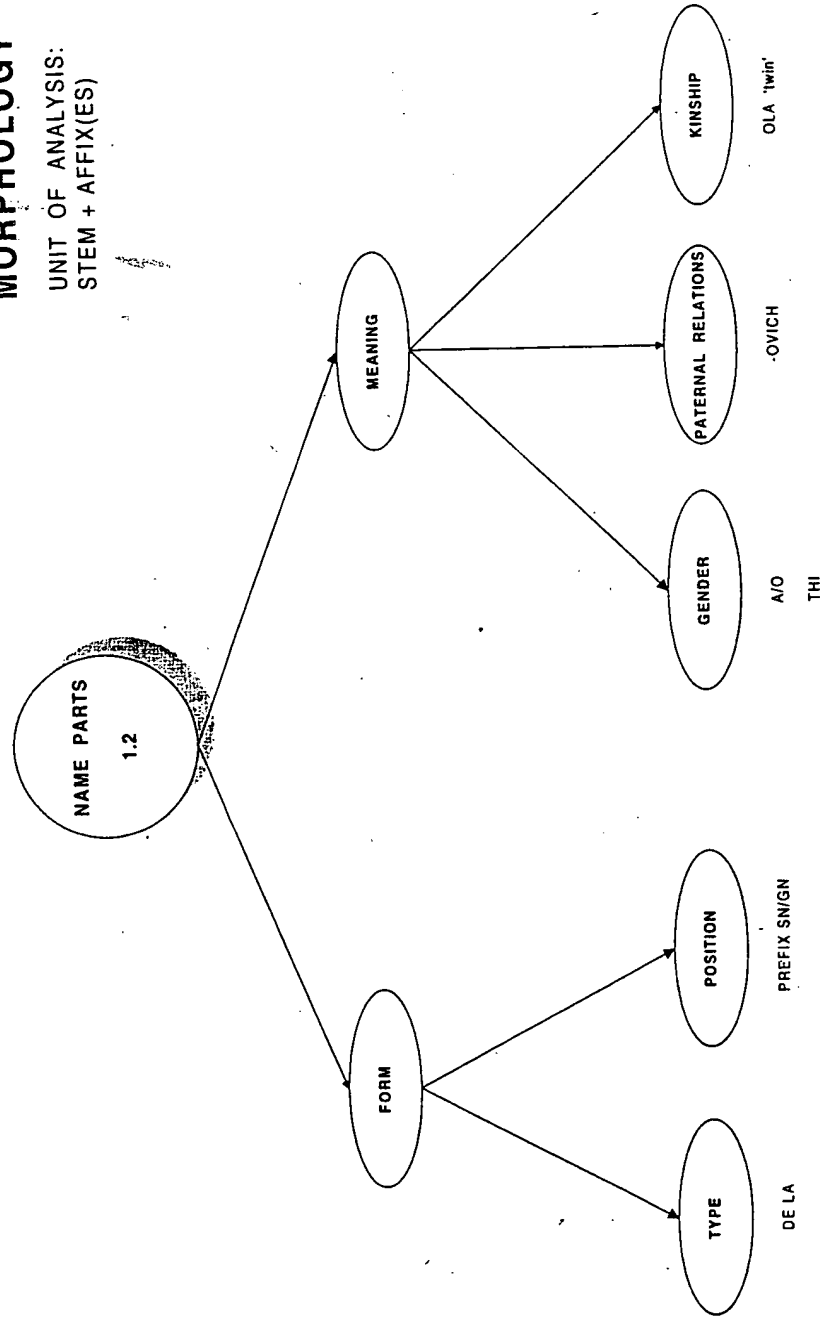 MORPHOLOGY
UNIT OF ANALYSIS:
STEM + AFFIX(ES)
NAME PARTS
1.2
FORM
MEANING
TYPE
POSITION
GENDER
PATERNAL RELATIONS
KINSHIP
DE LA
PREFIX SN/GN
A/O
THI
-OVICH
OLA 'twin'